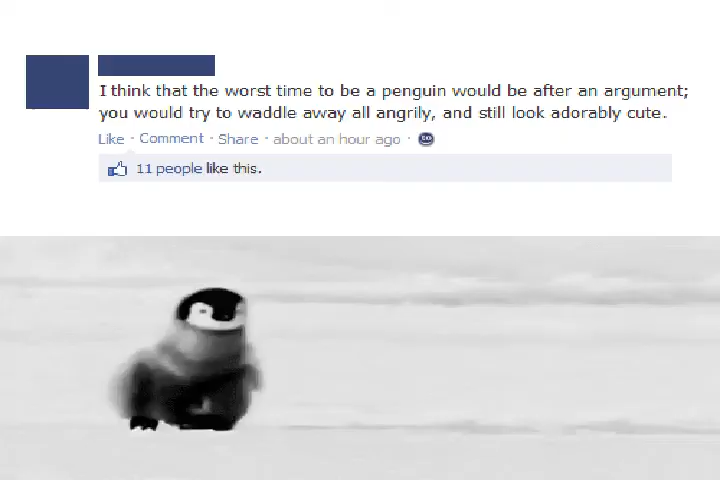 I think that the worst time to be a penguin would be after an argument;
you would try to waddle away all angrily, and still look adorably cute.
Like · Comment · Share · about an hour ago ·
11 people like this.